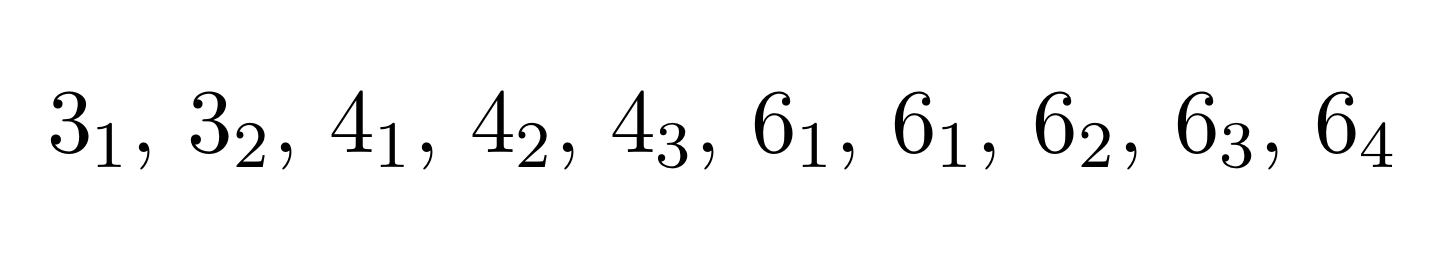 3₁, 3₂, 4₁, 4₂, 4₃, 6₁, 6₁, 6₂, 6₃, 6₄